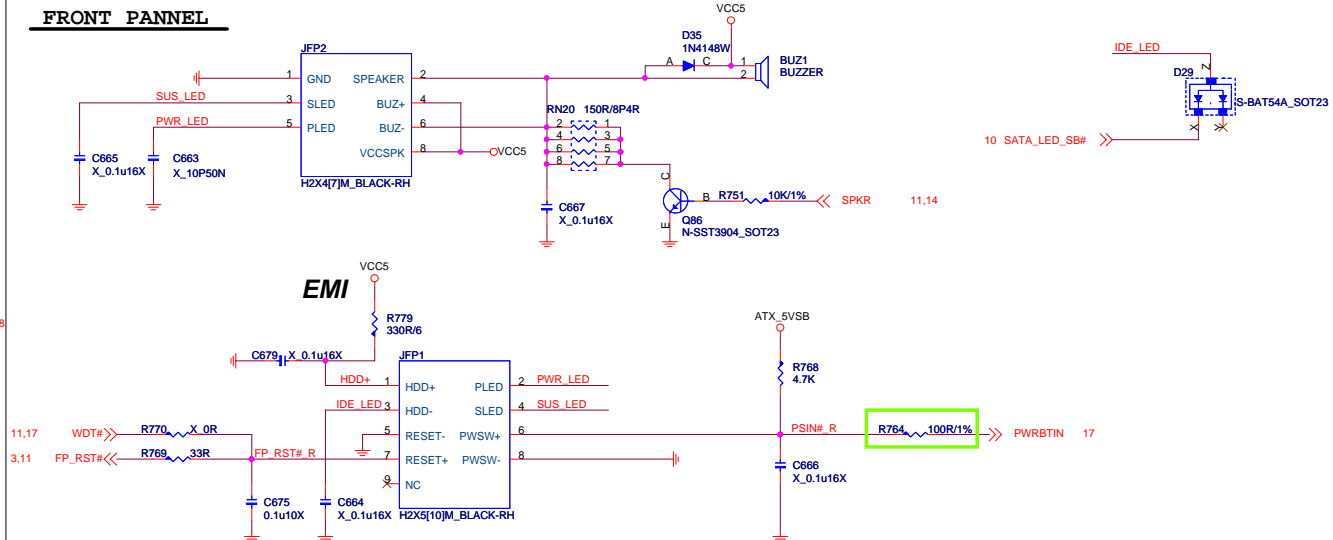 FRONT PANNEL
VCC5
D35
1N4148W
A C
1
2
BUZ1
BUZZER
IDE_LED
D29
Z
S-BAT54A_SOT23
X Y
10 SATA_LED_SB#
JFP2
1 GND SPEAKER 2
SUS_LED 3 SLED BUZ+ 4
PWR_LED 5 PLED BUZ- 6
VCCSPK 8
VCC5
H2X4[7]M_BLACK-RH
C665
X_0.1u16X
C663
X_10P50N
RN20 150R/8P4R
2 1
4 3
6 5
8 7
C667
X_0.1u16X
C
B
E
Q86
N-SST3904_SOT23
R751 10K/1%
SPKR 11,14
EMI
VCC5
R779
330R/6
C679 X_0.1u16X
JFP1
HDD+ 1 HDD+ PLED 2 PWR_LED
IDE_LED 3 HDD- SLED 4 SUS_LED
5 RESET- PWSW+ 6
7 RESET+ PWSW- 8
9 NC
H2X5[10]M_BLACK-RH
8
11,17 WDT# R770 X_0R
3,11 FP_RST# R769 33R FP_RST#_R
C675
0.1u10X
C664
X_0.1u16X
ATX_5VSB
R768
4.7K
PSIN#_R R764 100R/1% PWRBTIN 17
C666
X_0.1u16X